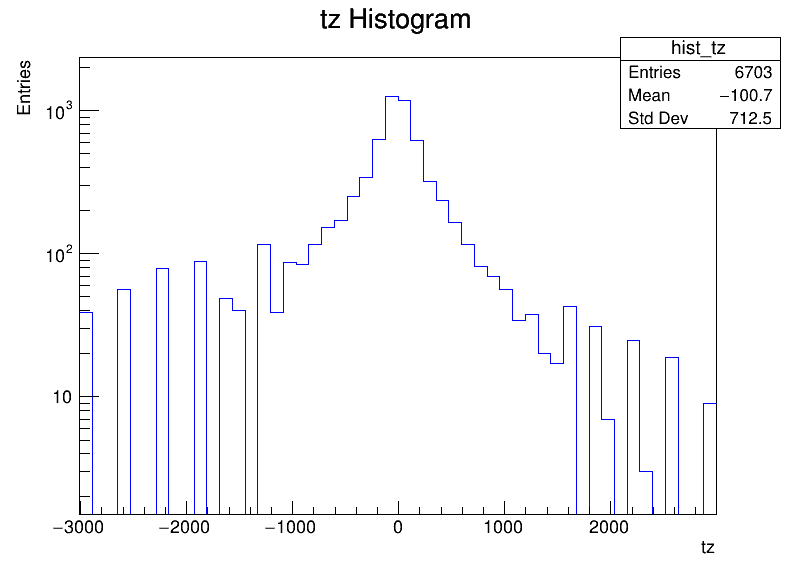 tz Histogram
hist_tz
Entries 6703
Mean −100.7
Std Dev 712.5
Entries
10³
10²
10
−3000 −2000 −1000 0 1000 2000
tz